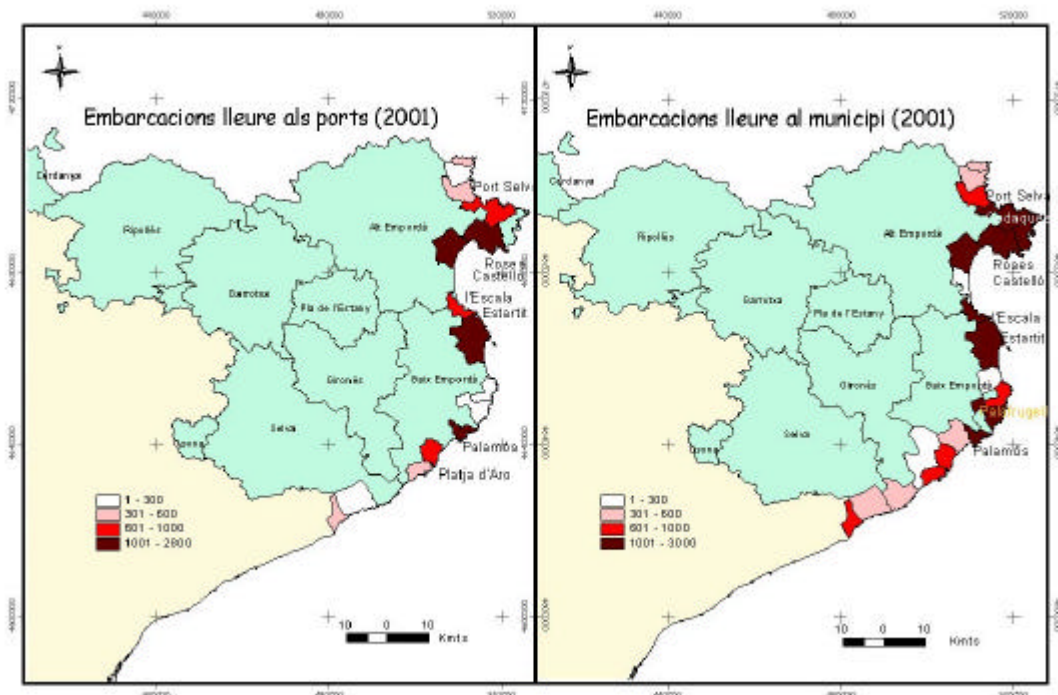 Embarcacions lleure als ports (2001)
Cerdanya
Ripollès
Garrotxa
Alt Empordà
Pla de l'Estany
Gironès
Baix Empordà
Selva
Port Selva
Roses
Castelló
l'Escala
Estartit
Palamós
Platja d'Aro
1 - 300
301 - 600
601 - 1000
1001 - 2800
10 0 10
Kmts
Embarcacions lleure al municipi (2001)
Cerdanya
Ripollès
Garrotxa
Alt Empordà
Pla de l'Estany
Gironès
Baix Empordà
Selva
Port Selva
Roses
Castelló
l'Escala
Estartit
Palafrugell
Palamós
1 - 300
301 - 600
601 - 1000
1001 - 3000
10 0 10
Kmts